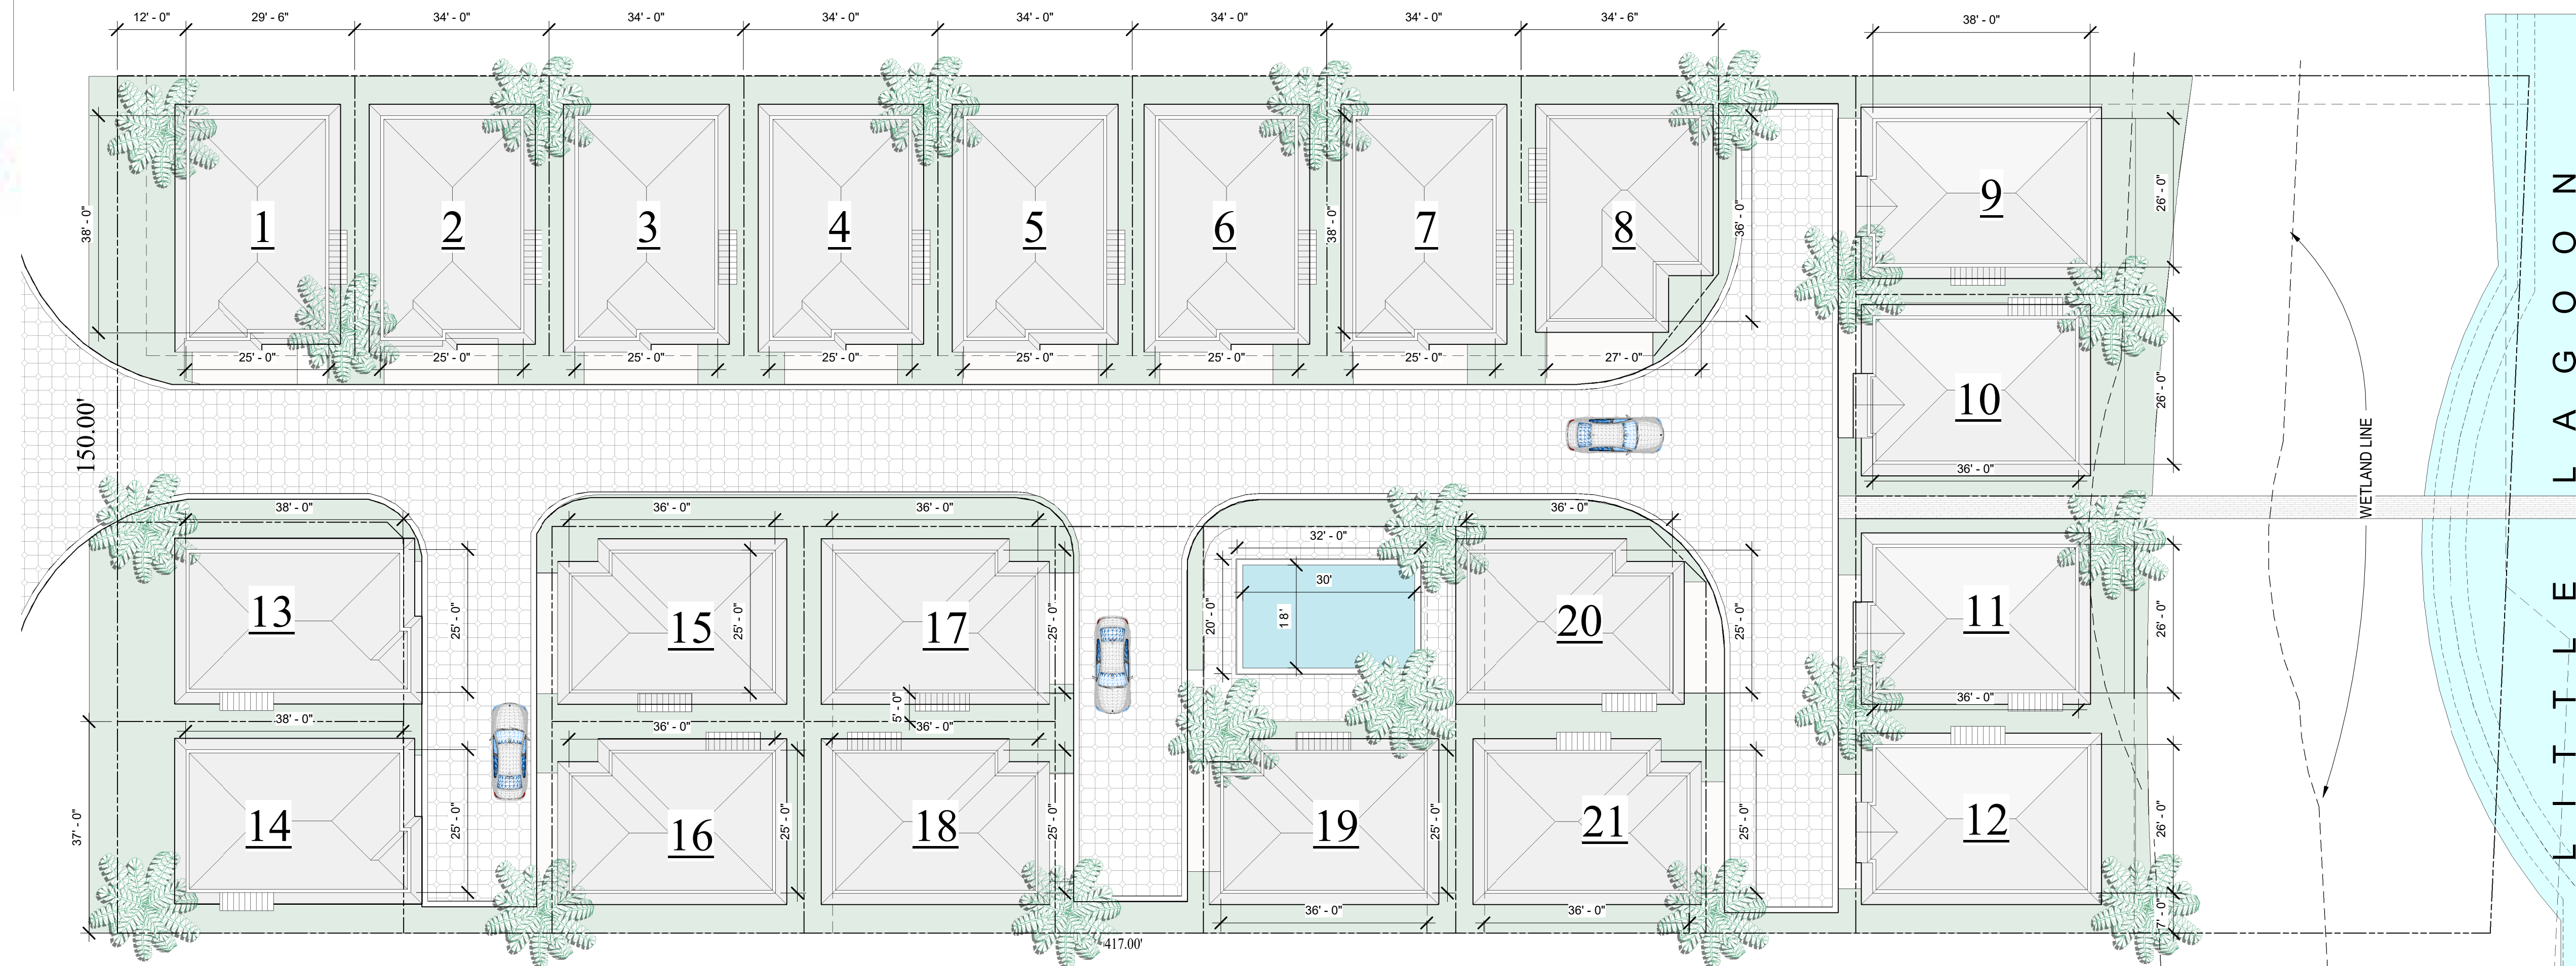 12' - 0"
29' - 6"
34' - 0"
34' - 0"
34' - 0"
34' - 0"
34' - 0"
34' - 0"
34' - 6"
38' - 0"
1
2
3
4
5
6
7
8
9
38' - 0"
38' - 0"
36' - 0"
26' - 0"
25' - 0"
25' - 0"
25' - 0"
25' - 0"
25' - 0"
25' - 0"
25' - 0"
27' - 0"
10
26' - 0"
36' - 0"
150.00'
WETLAND LINE
LITTLE LAGOON
38' - 0"
36' - 0"
36' - 0"
32' - 0"
36' - 0"
30'
18'
20' - 0"
13
25' - 0"
15
25' - 0"
17
25' - 0"
20
25' - 0"
11
26' - 0"
36' - 0"
38' - 0"
36' - 0"
5' - 0"
36' - 0"
37' - 0"
14
25' - 0"
16
25' - 0"
18
25' - 0"
19
25' - 0"
21
25' - 0"
12
26' - 0"
36' - 0"
36' - 0"
7' - 0"
417.00'